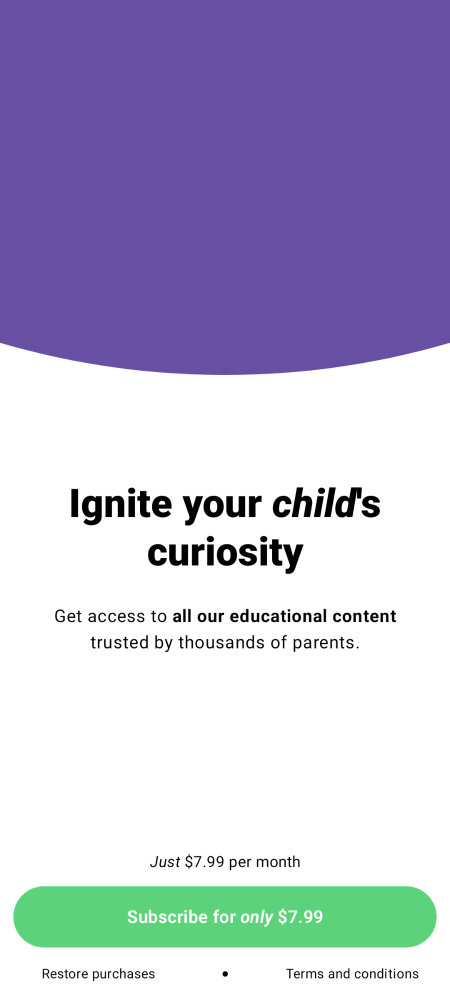 Ignite your child's
curiosity
Get access to all our educational content
trusted by thousands of parents.
Just $7.99 per month
Subscribe for only $7.99
Restore purchases • Terms and conditions